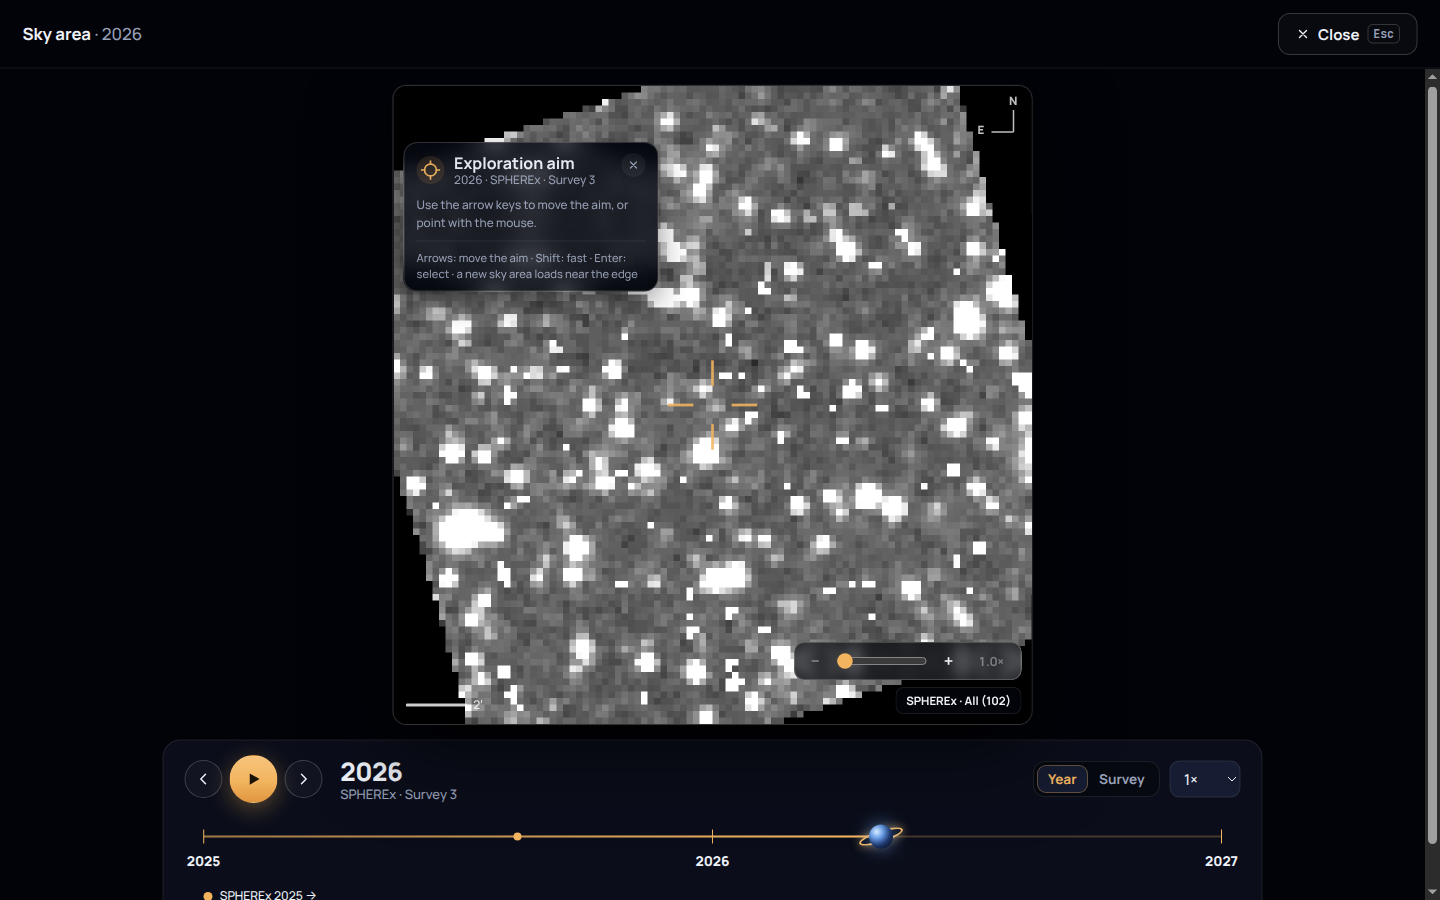 Sky area · 2026
× Close Esc
N
E
Exploration aim
2026 · SPHEREx · Survey 3
Use the arrow keys to move the aim, or
point with the mouse.
Arrows: move the aim · Shift: fast · Enter:
select · a new sky area loads near the edge
− + 1.0×
SPHEREx · All (102)
2'
2026
SPHEREx · Survey 3
Year Survey 1×
2025 2026 2027
SPHEREx 2025 →